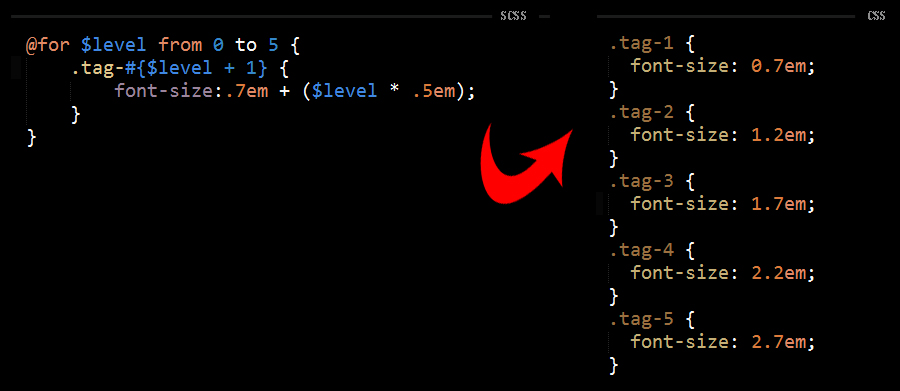 SCSS
@for $level from 0 to 5 {
    .tag-#{$level + 1} {
        font-size:.7em + ($level * .5em);
    }
}
CSS
.tag-1 {
  font-size: 0.7em;
}
.tag-2 {
  font-size: 1.2em;
}
.tag-3 {
  font-size: 1.7em;
}
.tag-4 {
  font-size: 2.2em;
}
.tag-5 {
  font-size: 2.7em;
}